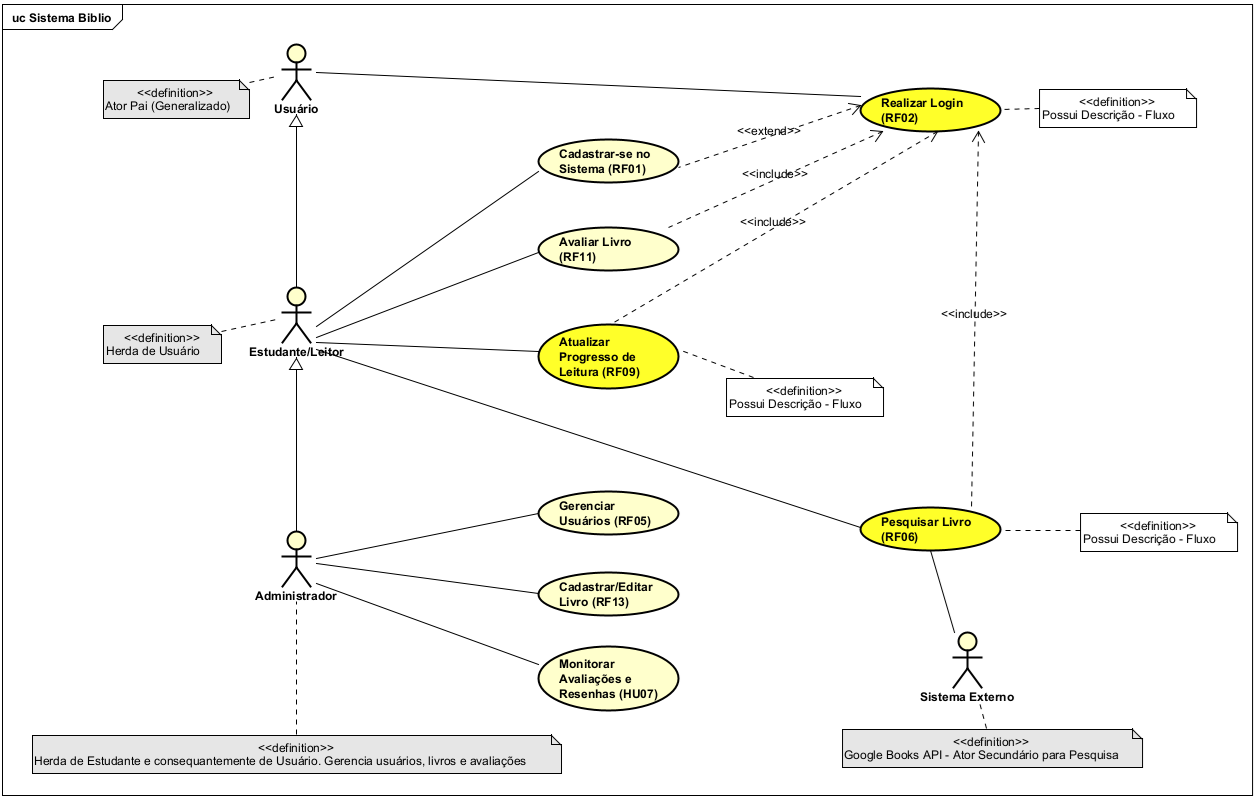 uc Sistema Biblio
<<definition>>
Ator Pai (Generalizado)
Usuário
Realizar Login
(RF02)
<<definition>>
Possui Descrição - Fluxo
<<extend>>
Cadastrar-se no
Sistema (RF01)
<<include>>
<<include>>
Avaliar Livro
(RF11)
<<include>>
<<definition>>
Herda de Usuário
Estudante/Leitor
Atualizar
Progresso de
Leitura (RF09)
<<definition>>
Possui Descrição - Fluxo
Gerenciar
Usuários (RF05)
Pesquisar Livro
(RF06)
<<definition>>
Possui Descrição - Fluxo
Administrador
Cadastrar/Editar
Livro (RF13)
Monitorar
Avaliações e
Resenhas (HU07)
Sistema Externo
<<definition>>
Herda de Estudante e consequantemente de Usuário. Gerencia usuários, livros e avaliações
<<definition>>
Google Books API - Ator Secundário para Pesquisa